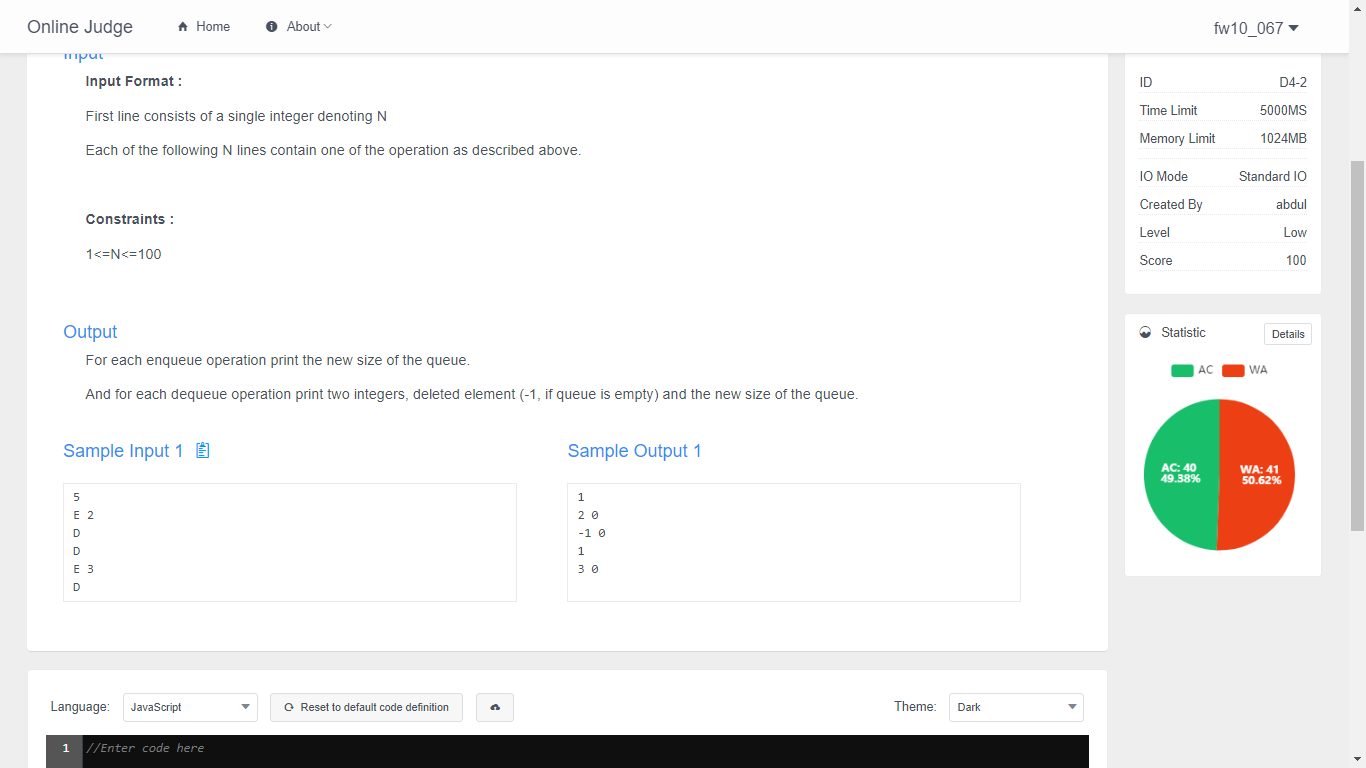 Online Judge Home About fw10_067
Input
Input Format :
First line consists of a single integer denoting N
Each of the following N lines contain one of the operation as described above.
Constraints :
1<=N<=100
Output
For each enqueue operation print the new size of the queue.
And for each dequeue operation print two integers, deleted element (-1, if queue is empty) and the new size of the queue.
Sample Input 1
5
E 2
D
D
E 3
D
Sample Output 1
1
2 0
-1 0
1
3 0
Language: JavaScript Reset to default code definition Theme: Dark
1 //Enter code here
ID D4-2
Time Limit 5000MS
Memory Limit 1024MB
IO Mode Standard IO
Created By abdul
Level Low
Score 100
Statistic Details
AC WA
AC: 40
49.38%
WA: 41
50.62%